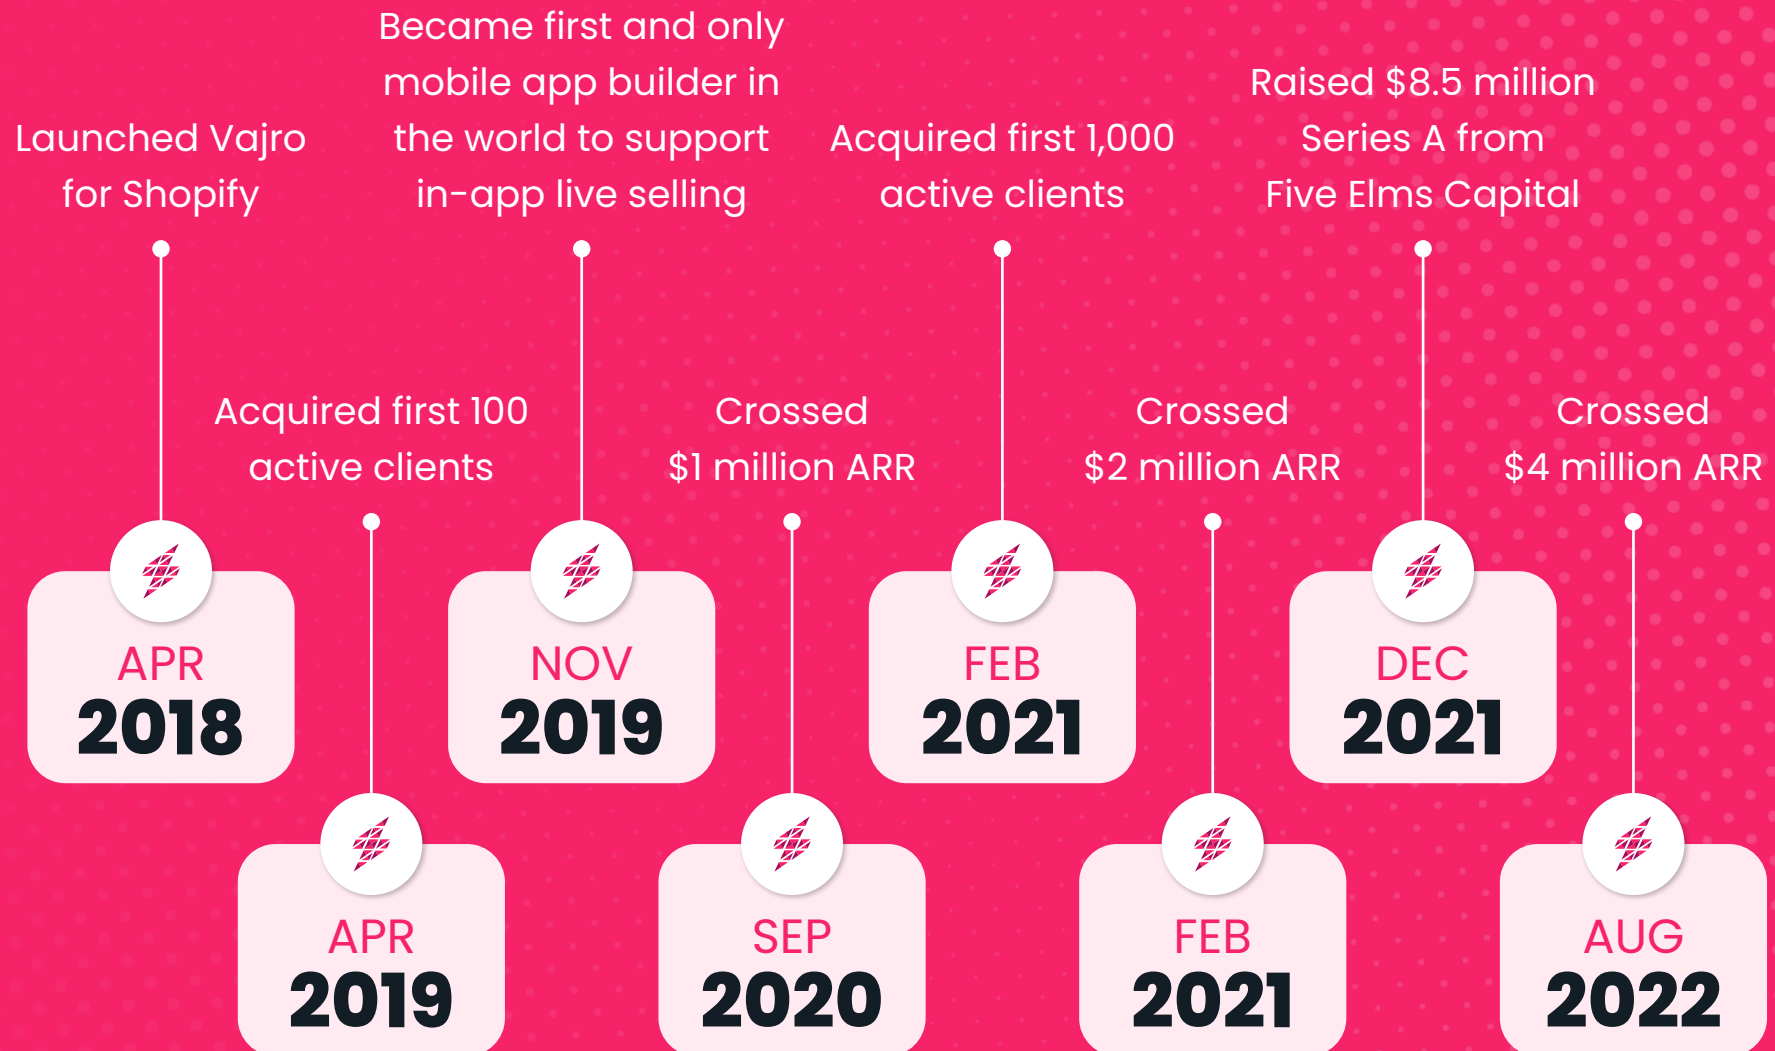 Launched Vajro
for Shopify
APR
2018
Acquired first 100
active clients
APR
2019
Became first and only
mobile app builder in
the world to support
in-app live selling
NOV
2019
Crossed
$1 million ARR
SEP
2020
Acquired first 1,000
active clients
FEB
2021
Crossed
$2 million ARR
FEB
2021
Raised $8.5 million
Series A from
Five Elms Capital
DEC
2021
Crossed
$4 million ARR
AUG
2022